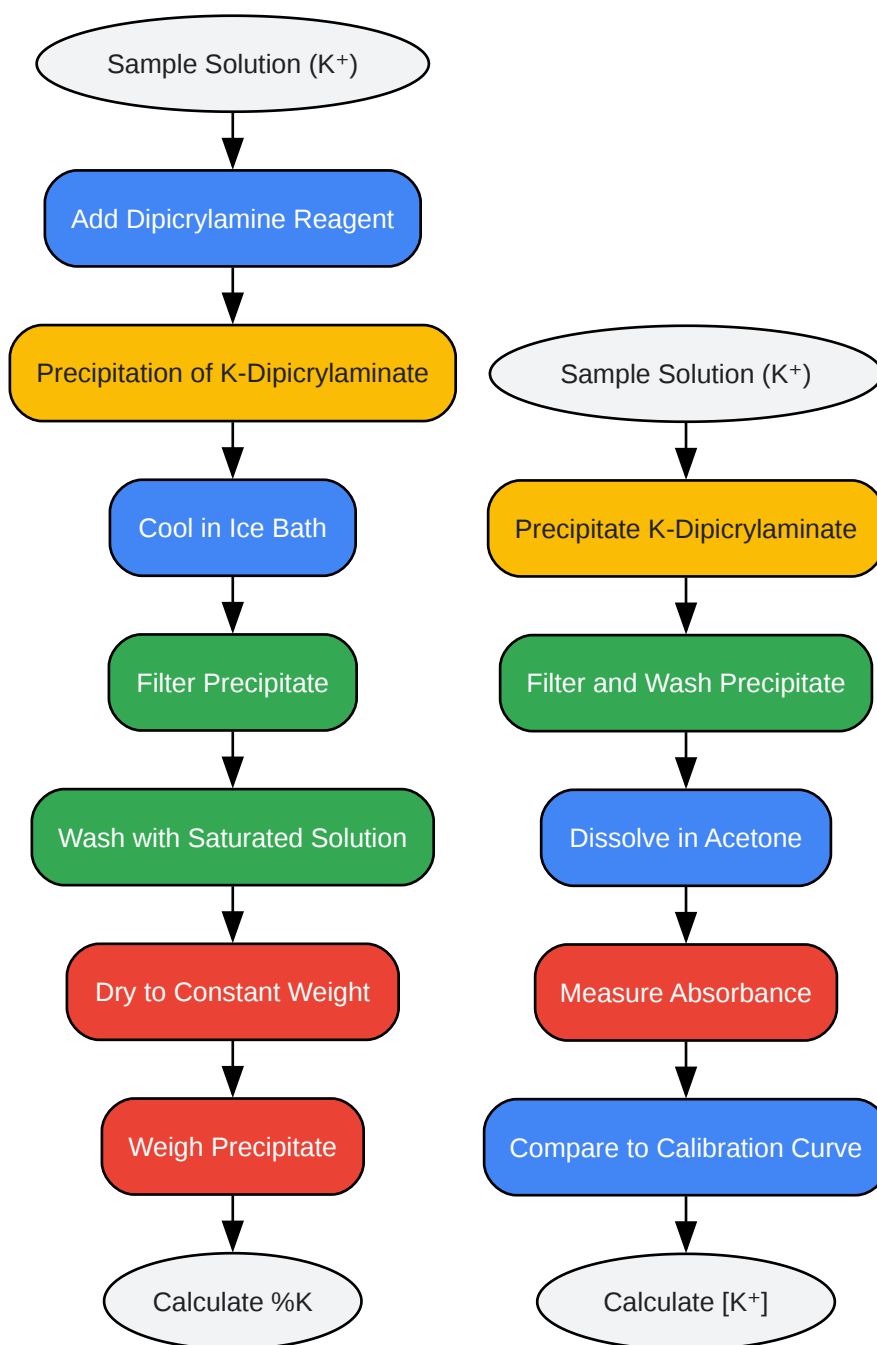 Sample Solution (K⁺)
Add Dipicrylamine Reagent
Precipitation of K-Dipicrylaminate
Cool in Ice Bath
Filter Precipitate
Wash with Saturated Solution
Dry to Constant Weight
Weigh Precipitate
Calculate %K
Sample Solution (K⁺)
Precipitate K-Dipicrylaminate
Filter and Wash Precipitate
Dissolve in Acetone
Measure Absorbance
Compare to Calibration Curve
Calculate [K⁺]